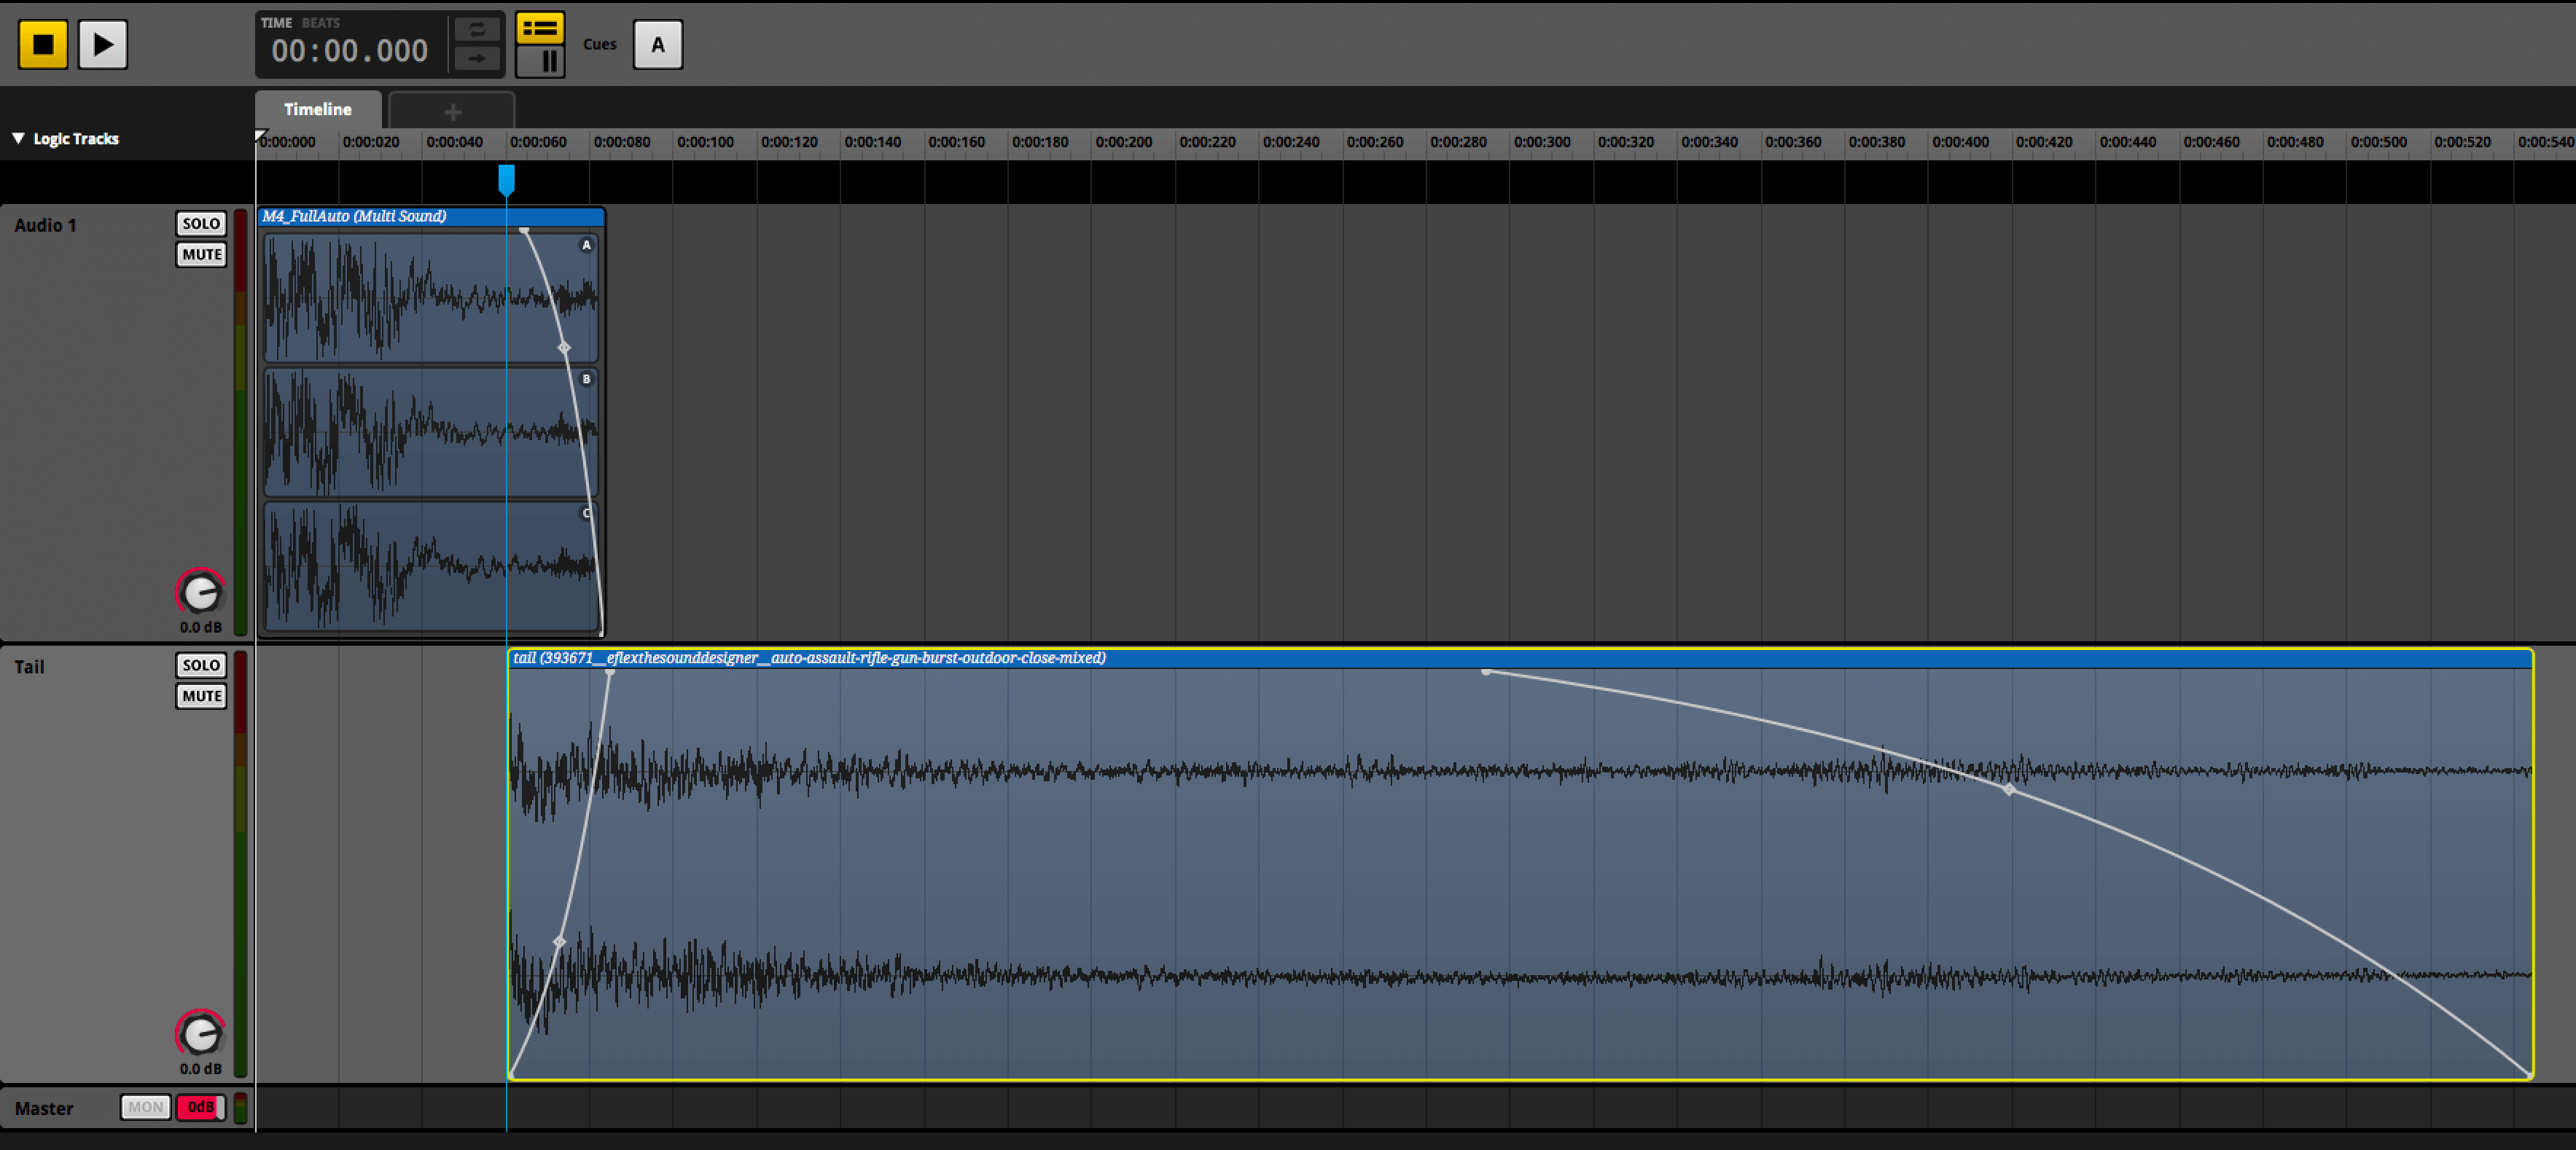 TIME BEATS
00:00.000
Cues
A
Timeline
+
Logic Tracks
0:00:000 0:00:020 0:00:040 0:00:060 0:00:080 0:00:100 0:00:120 0:00:140 0:00:160 0:00:180 0:00:200 0:00:220 0:00:240 0:00:260 0:00:280 0:00:300 0:00:320 0:00:340 0:00:360 0:00:380 0:00:400 0:00:420 0:00:440 0:00:460 0:00:480 0:00:500 0:00:520 0:00:540
Audio 1
SOLO
MUTE
0.0 dB
M4_FullAuto (Multi Sound)
A
B
C
Tail
SOLO
MUTE
0.0 dB
tail (393671__eflexthesounddesigner__auto-assault-rifle-gun-burst-outdoor-close-mixed)
Master
MON
0dB